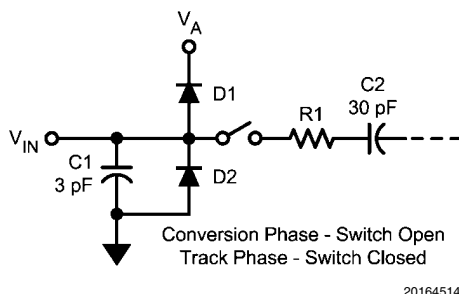 VA
D1
C2
30 pF
R1
VIN
C1
3 pF
D2
Conversion Phase - Switch Open
Track Phase - Switch Closed
20164514